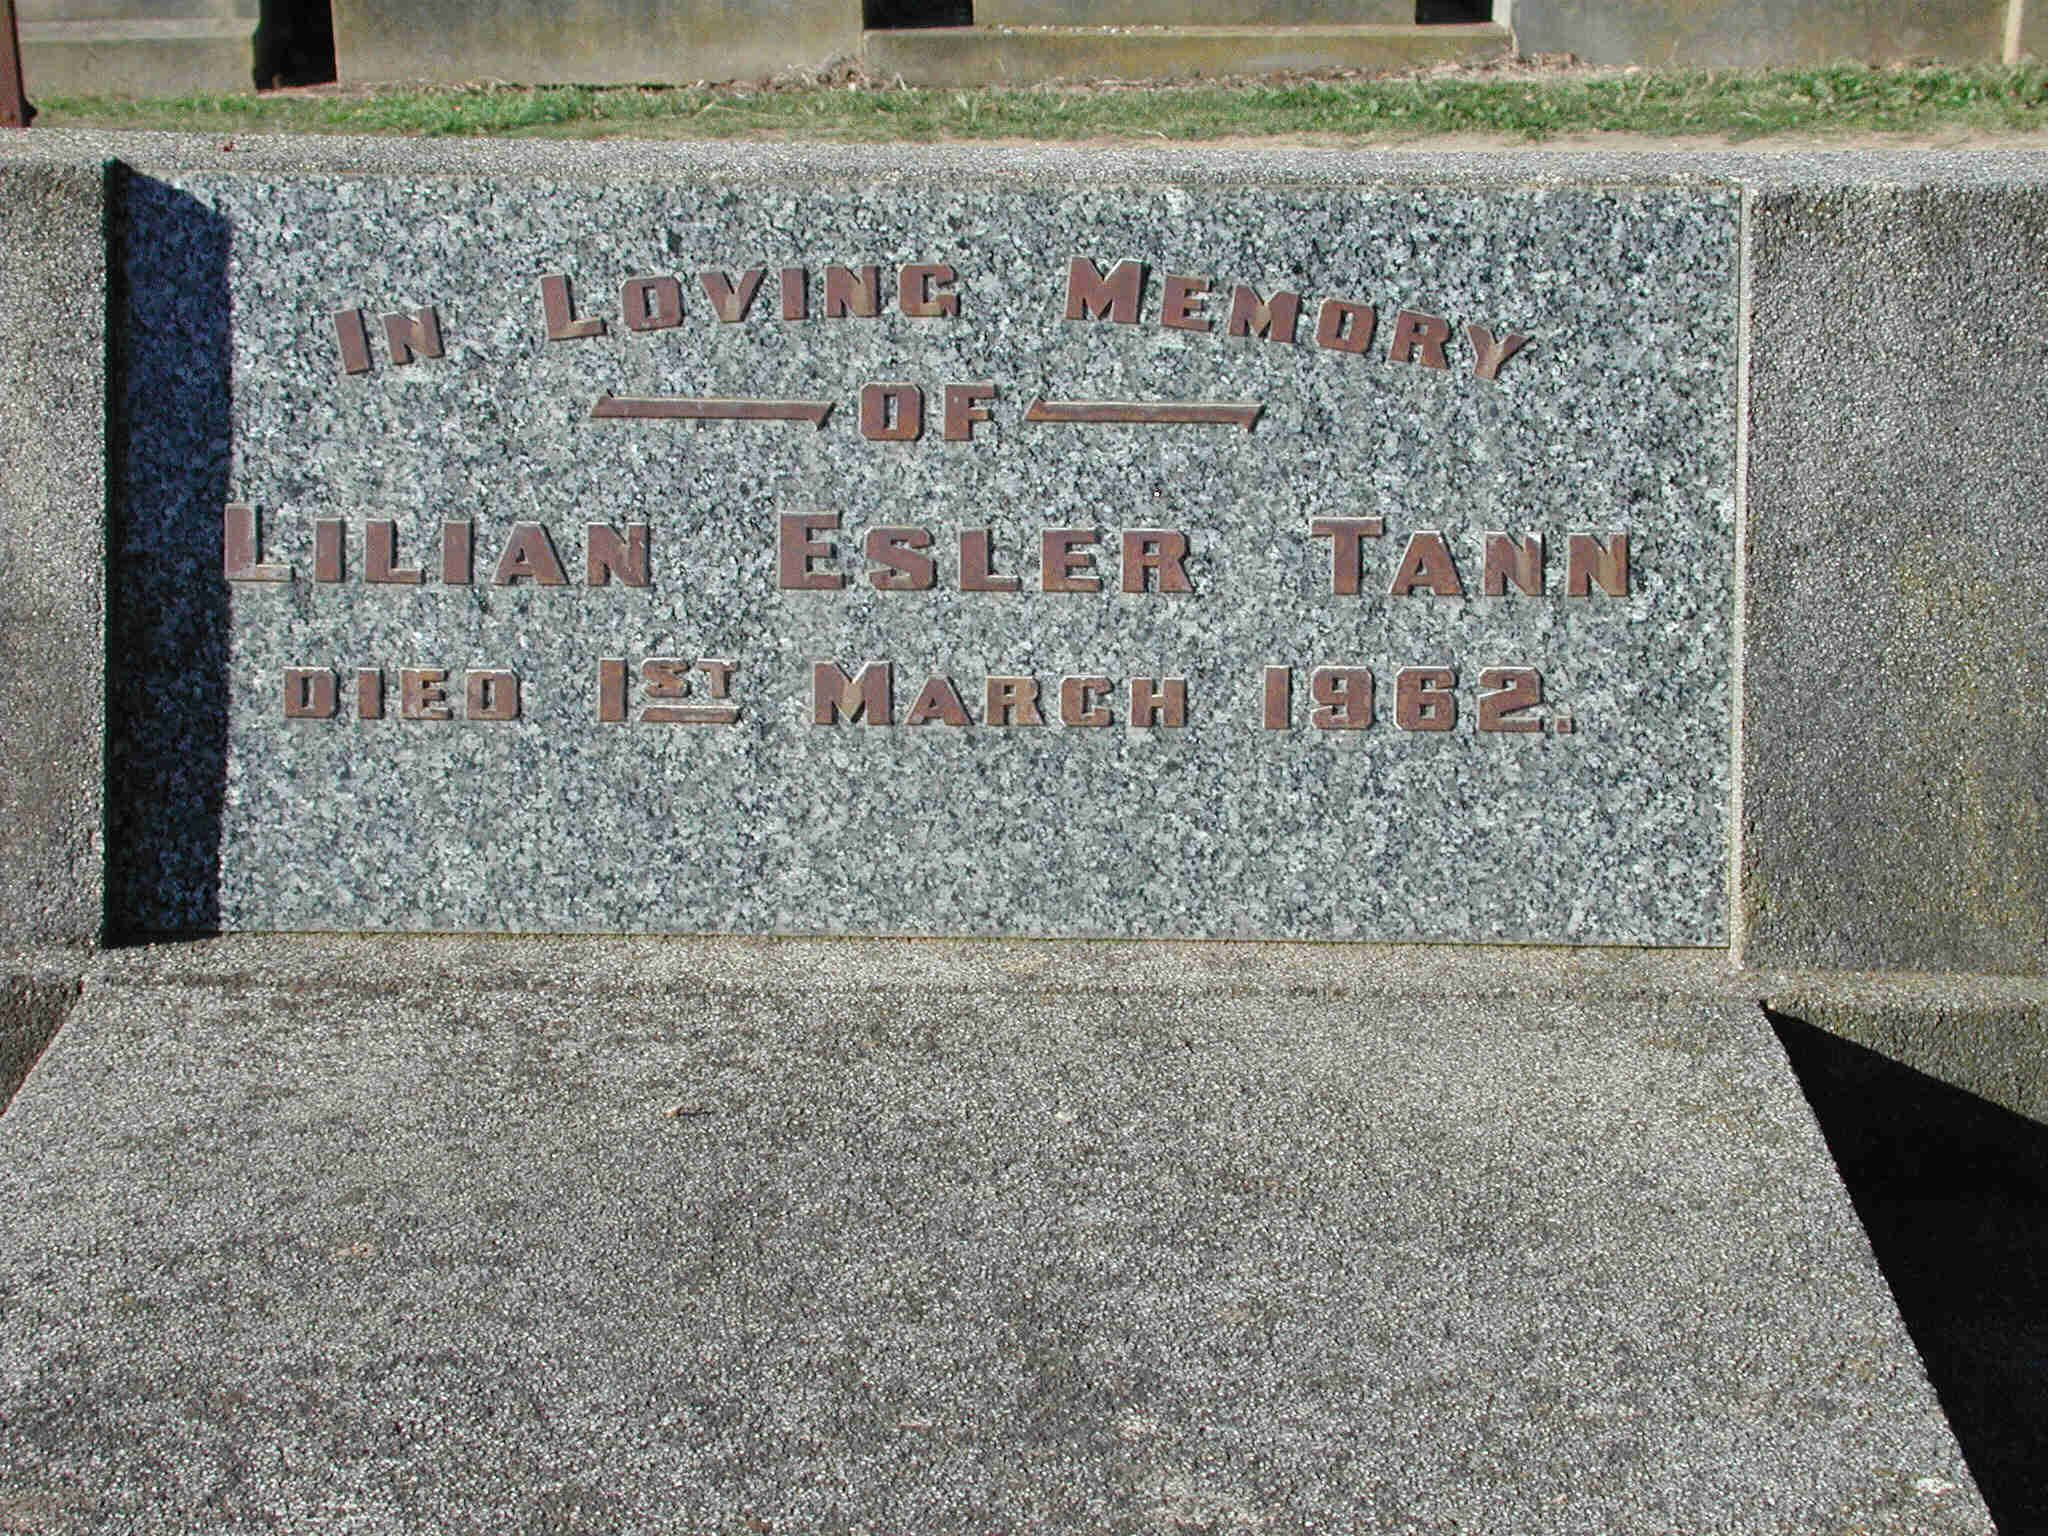 IN LOVING MEMORY
OF
LILIAN ESLER TANN
DIED 1ST MARCH 1962.